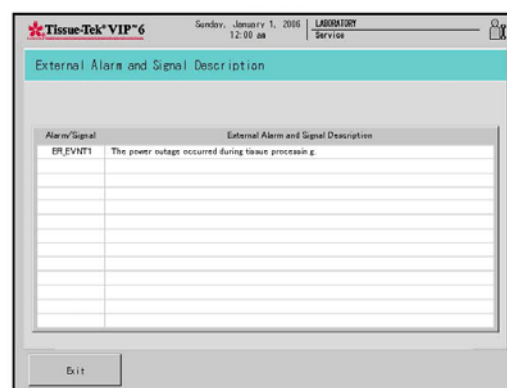 Tissue-Tek® VIP™6
Sunday, January 1, 2006
12:00 am
LABORATORY
Service
External Alarm and Signal Description
Alarm/Signal External Alarm and Signal Description
ER_EVNT1 The power outage occurred during tissue processing.
Exit